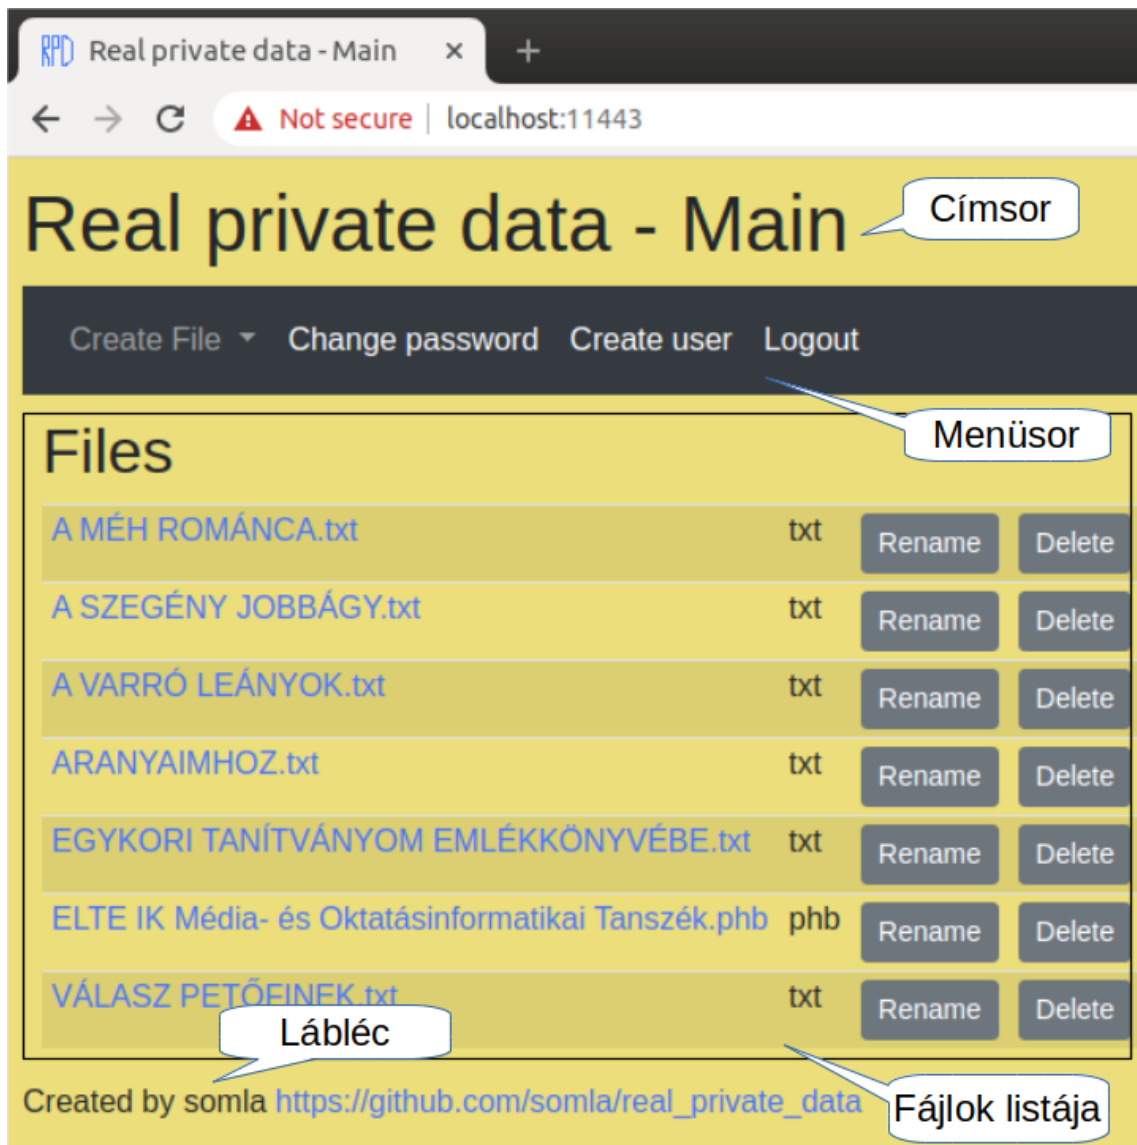 RPD Real private data - Main × +
Not secure | localhost:11443
Real private data - Main
Címsor
Create File Change password Create user Logout
Menüsor
Files
A MÉH ROMÁNCA.txt txt Rename Delete
A SZEGÉNY JOBBÁGY.txt txt Rename Delete
A VARRÓ LEÁNYOK.txt txt Rename Delete
ARANYAIMHOZ.txt txt Rename Delete
EGYKORI TANÍTVÁNYOM EMLÉKKÖNYVÉBE.txt txt Rename Delete
ELTE IK Média- és Oktatásinformatikai Tanszék.phb phb Rename Delete
VÁLASZ PETŐFINEK.txt txt Rename Delete
Lábléc
Created by somla https://github.com/somla/real_private_data
Fájlok listája